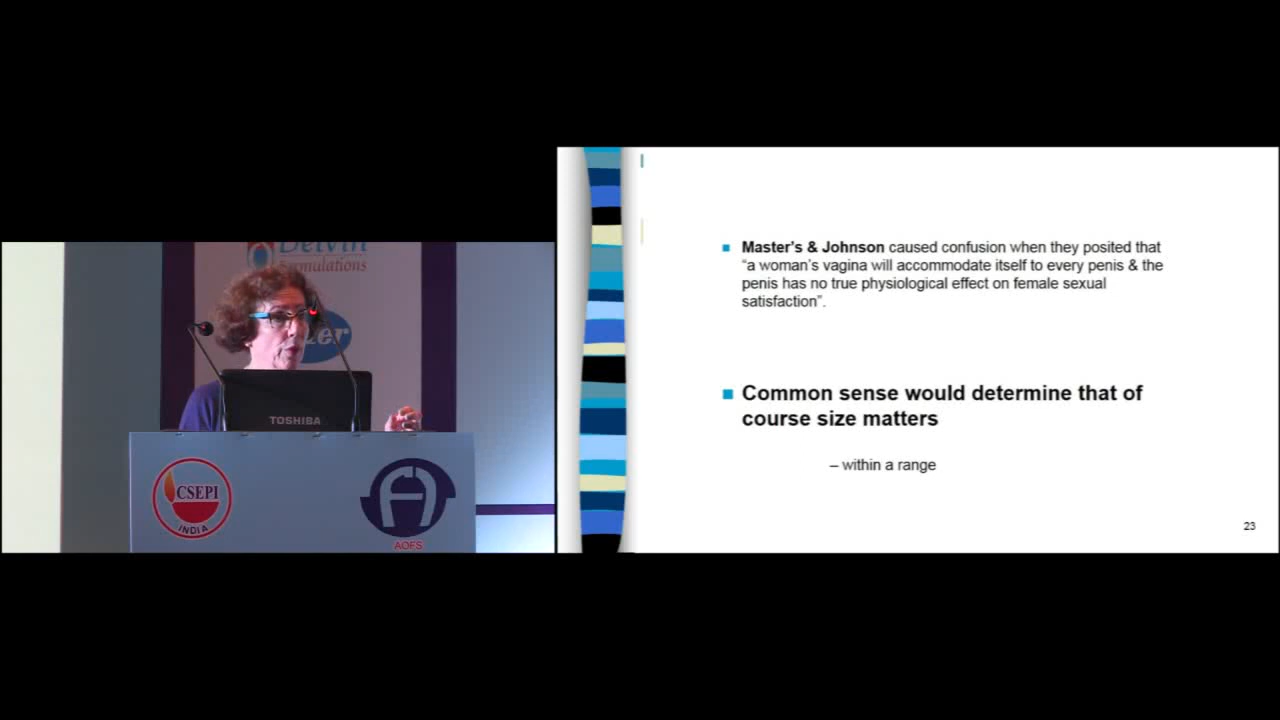 Delvin
Formulations
TOSHIBA
CSEPI
INDIA
AOFS
■ Master's & Johnson caused confusion when they posited that
“a woman's vagina will accommodate itself to every penis & the
penis has no true physiological effect on female sexual
satisfaction”.
■ Common sense would determine that of
course size matters
– within a range
23